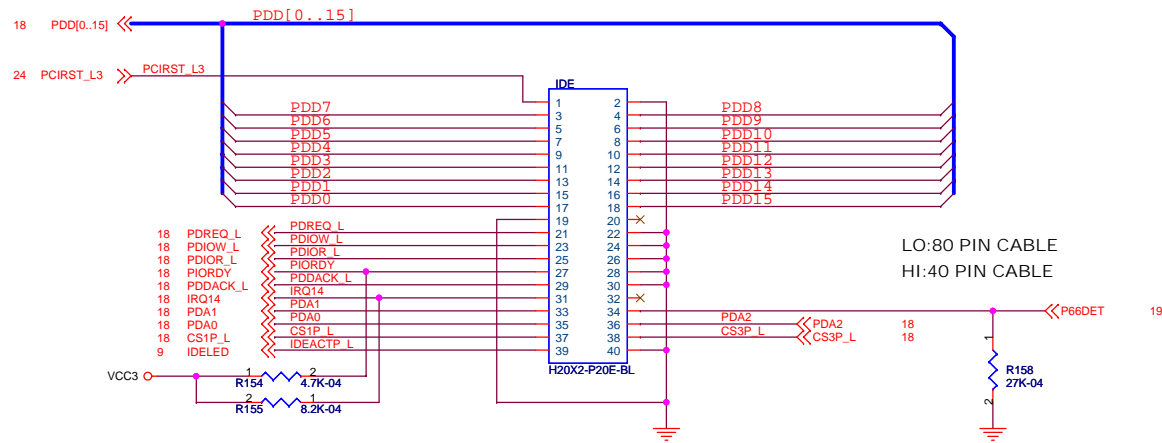 PDD[0..15]
18 PDD[0..15]
24 PCIRST_L3 PCIRST_L3
IDE
1 2
PDD7 3 4 PDD8
PDD6 5 6 PDD9
PDD5 7 8 PDD10
PDD4 9 10 PDD11
PDD3 11 12 PDD12
PDD2 13 14 PDD13
PDD1 15 16 PDD14
PDD0 17 18 PDD15
19 20
18 PDREQ_L PDREQ_L 21 22
18 PDIOW_L PDIOW_L 23 24
18 PDIOR_L PDIOR_L 25 26
18 PIORDY PIORDY 27 28
18 PDDACK_L PDDACK_L 29 30
18 IRQ14 IRQ14 31 32
18 PDA1 PDA1 33 34
18 PDA0 PDA0 35 36 PDA2 PDA2 18
18 CS1P_L CS1P_L 37 38 CS3P_L CS3P_L 18
9 IDELED IDEACTP_L 39 40
H20X2-P20E-BL
LO:80 PIN CABLE
HI:40 PIN CABLE
P66DET 19
VCC3
1 2
R154 4.7K-04
2 1
R155 8.2K-04
1
R158
27K-04
2